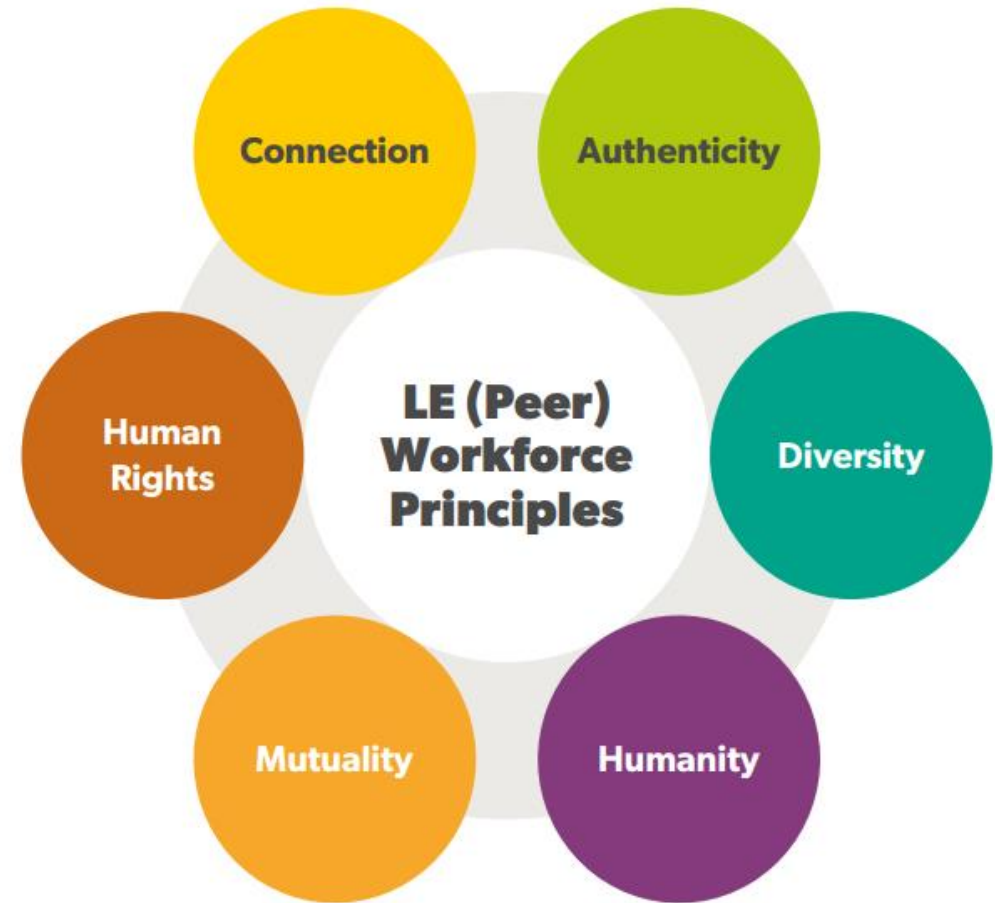 Connection
Authenticity
Human
Rights
LE (Peer)
Workforce
Principles
Diversity
Mutuality
Humanity